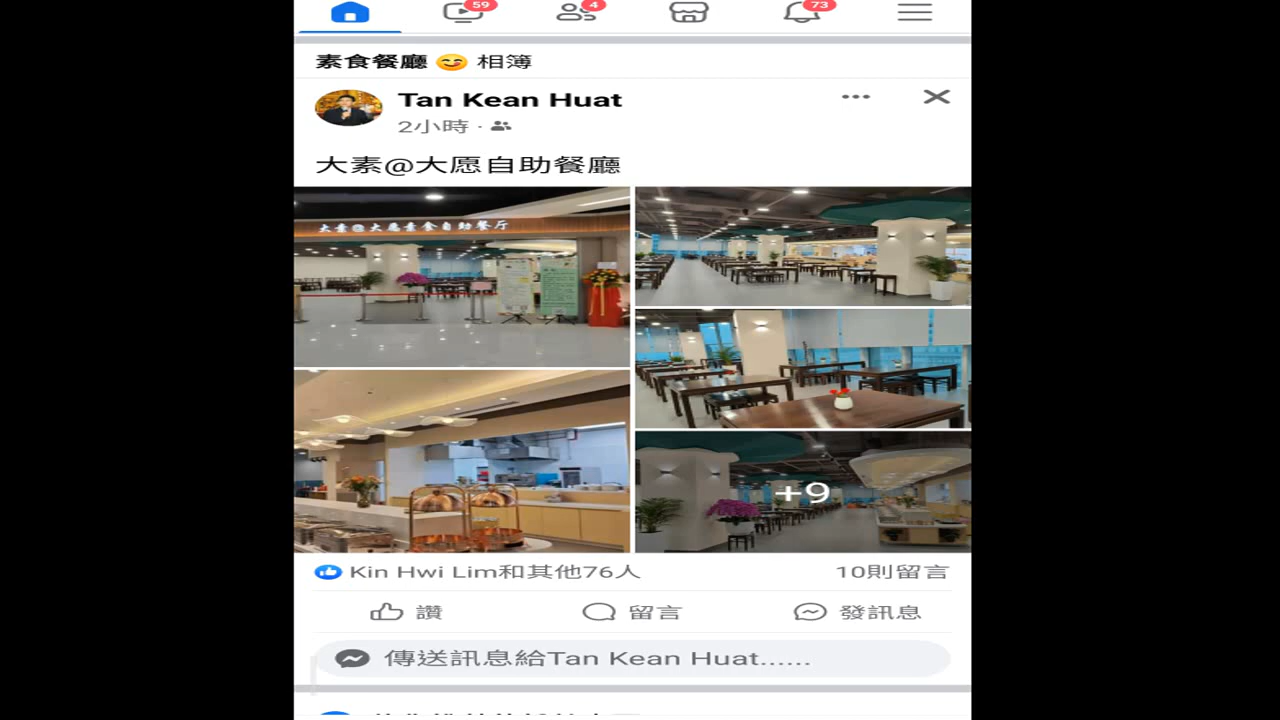 59
4
73
素食餐廳 😋 相簿
Tan Kean Huat
2小時 ·
大素@大愿自助餐廳
大素@大愿素食自助餐厅
+9
Kin Hwi Lim和其他76人
10則留言
讚
留言
發訊息
傳送訊息給Tan Kean Huat......